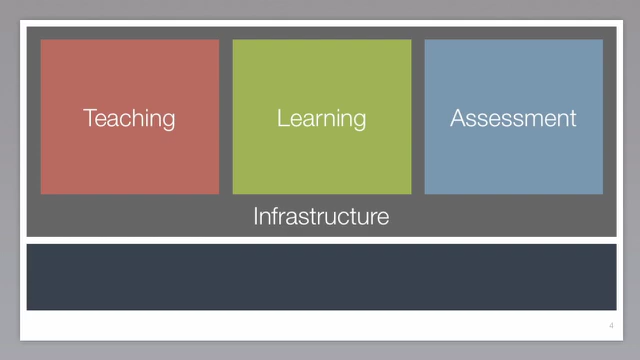 Teaching
Learning
Assessment
Infrastructure
4